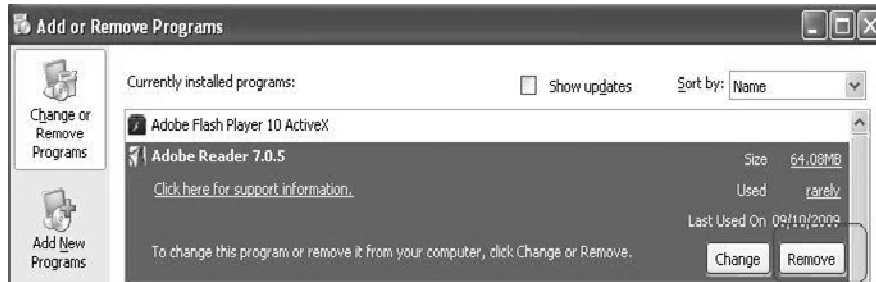 Add or Remove Programs
Change or
Remove
Programs
Add New
Programs
Currently installed programs:
Show updates
Sort by: Name
Adobe Flash Player 10 ActiveX
Adobe Reader 7.0.5
Size 64.08MB
Click here for support information.
Used rarely
Last Used On 09/10/2009
To change this program or remove it from your computer, click Change or Remove.
Change Remove